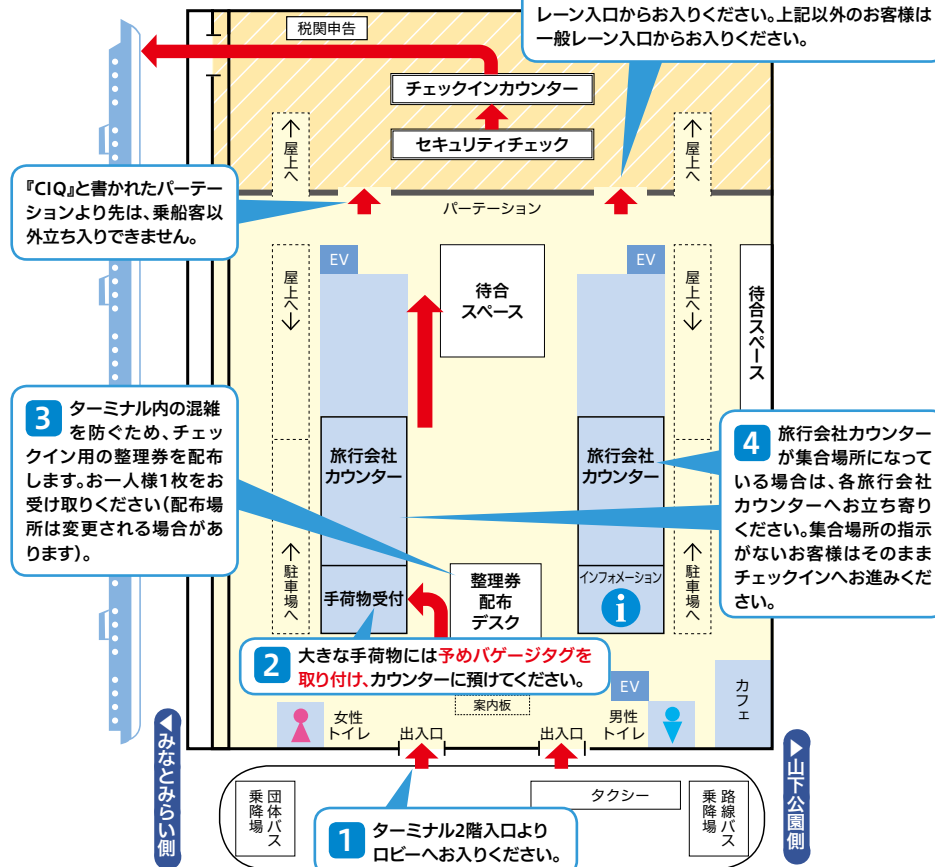 レーン入口からお入りください。上記以外のお客様は
一般レーン入口からお入りください。
税関申告
チェックインカウンター
セキュリティチェック
↑屋上へ
↑屋上へ
『CIQ』と書かれたパーテー
ションより先は、乗船客以
外立ち入りできません。
パーテーション
EV
EV
待合
スペース
屋上へ↓
屋上へ↓
待合スペース
3 ターミナル内の混雑
を防ぐため、チェッ
クイン用の整理券を配布
します。お一人様1枚をお
受け取りください(配布場
所は変更される場合があ
ります)。
旅行会社
カウンター
旅行会社
カウンター
4 旅行会社カウンター
が集合場所になって
いる場合は、各旅行会社
カウンターへお立ち寄り
ください。集合場所の指示
がないお客様はそのまま
チェックインへお進みくだ
さい。
↑駐車場へ
↑駐車場へ
手荷物受付
整理券
配布
デスク
インフォメーション
i
2 大きな手荷物には予めバゲージタグを
取り付け、カウンターに預けてください。
案内板
EV
カフェ
女性
トイレ
出入口
出入口
男性
トイレ
◀みなとみらい側
▶山下公園側
団体バス
乗降場
タクシー
路線バス
乗降場
1 ターミナル2階入口より
ロビーへお入りください。